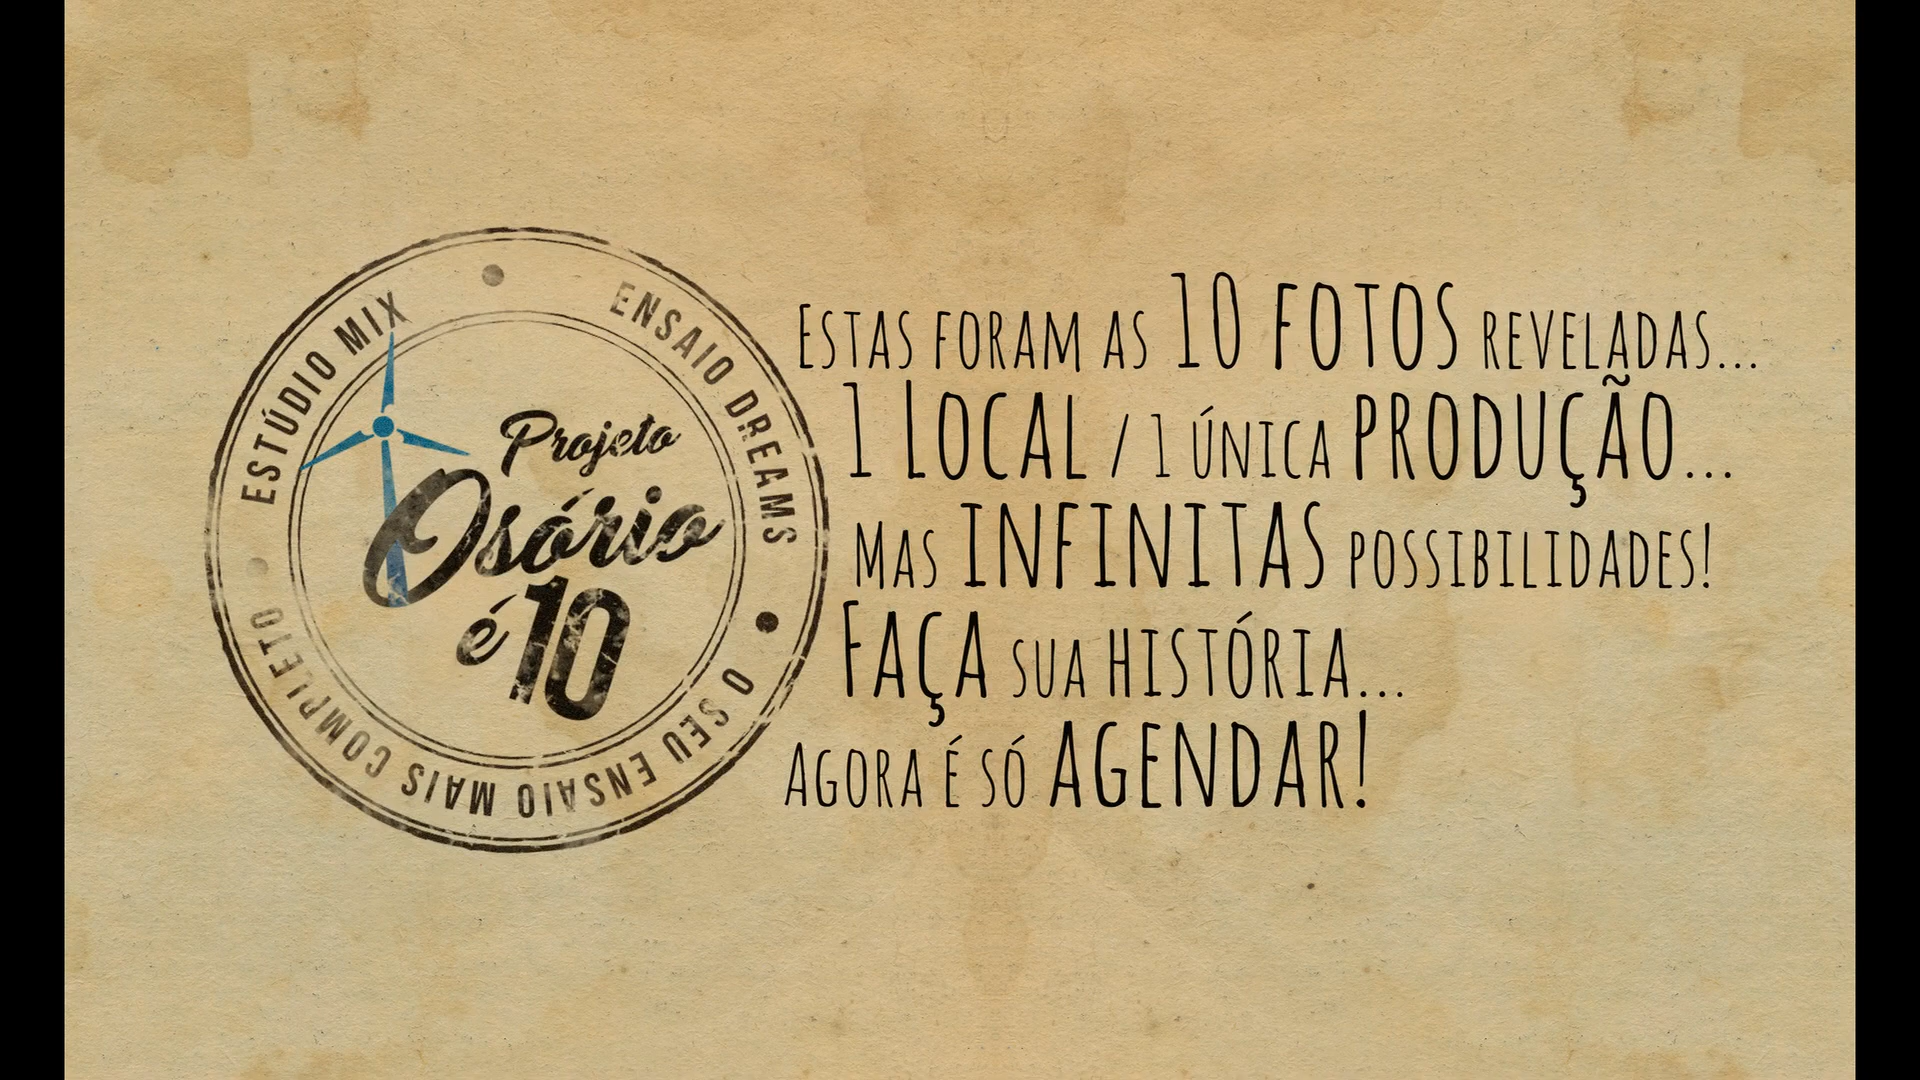 ESTÚDIO MIX
ENSAIO DREAMS
O SEU ENSAIO MAIS COMPLETO
Projeto
Osório
é 10
ESTAS FORAM AS 10 FOTOS REVELADAS...
1 LOCAL / 1 ÚNICA PRODUÇÃO...
MAS INFINITAS POSSIBILIDADES!
FAÇA SUA HISTÓRIA...
AGORA É SÓ AGENDAR!